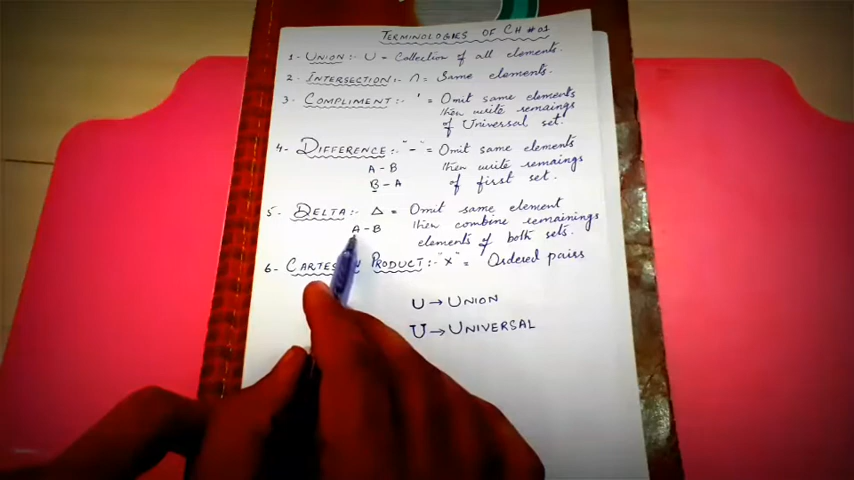 TERMINOLOGIES OF CH #01
1- UNION:- U = Collection of all elements.
2- INTERSECTION:- ∩ = Same elements.
3- COMPLIMENT:- ' = Omit same elements
then write remainings
of Universal set.
4- DIFFERENCE:- "-" = Omit same elements
A-B then write remainings
B-A of first set.
5- DELTA:- △ = Omit same element
A-B then combine remainings
elements of both sets.
6- CARTESIAN PRODUCT:- "x" = Ordered pairs
U → UNION
U → UNIVERSAL